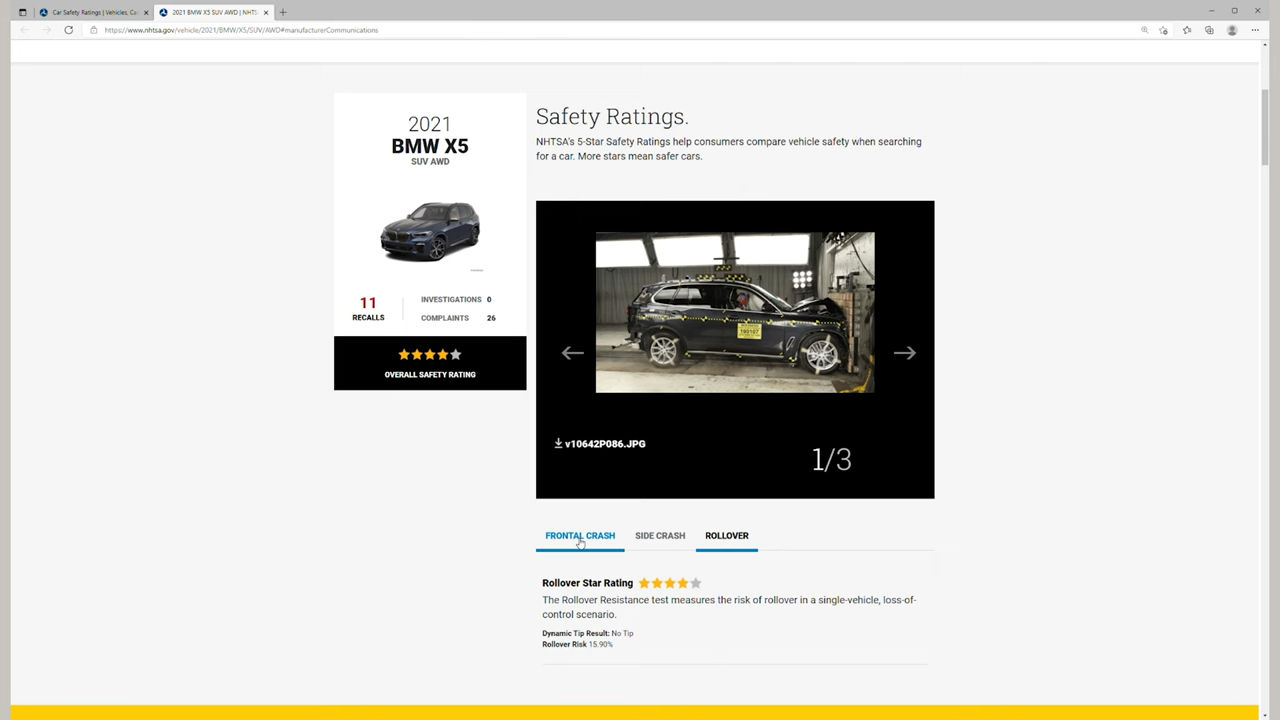 Car Safety Ratings | Vehicles, Ca
2021 BMW X5 SUV AWD | NHTS
https://www.nhtsa.gov/vehicle/2021/BMW/X5/SUV/AWD#manufacturerCommunications
2021
BMW X5
SUV AWD
11
RECALLS
INVESTIGATIONS 0
COMPLAINTS 26
OVERALL SAFETY RATING
Safety Ratings.
NHTSA's 5-Star Safety Ratings help consumers compare vehicle safety when searching
for a car. More stars mean safer cars.
v10642P086.JPG
1/3
FRONTAL CRASH SIDE CRASH ROLLOVER
Rollover Star Rating
The Rollover Resistance test measures the risk of rollover in a single-vehicle, loss-of-
control scenario.
Dynamic Tip Result: No Tip
Rollover Risk 15.90%